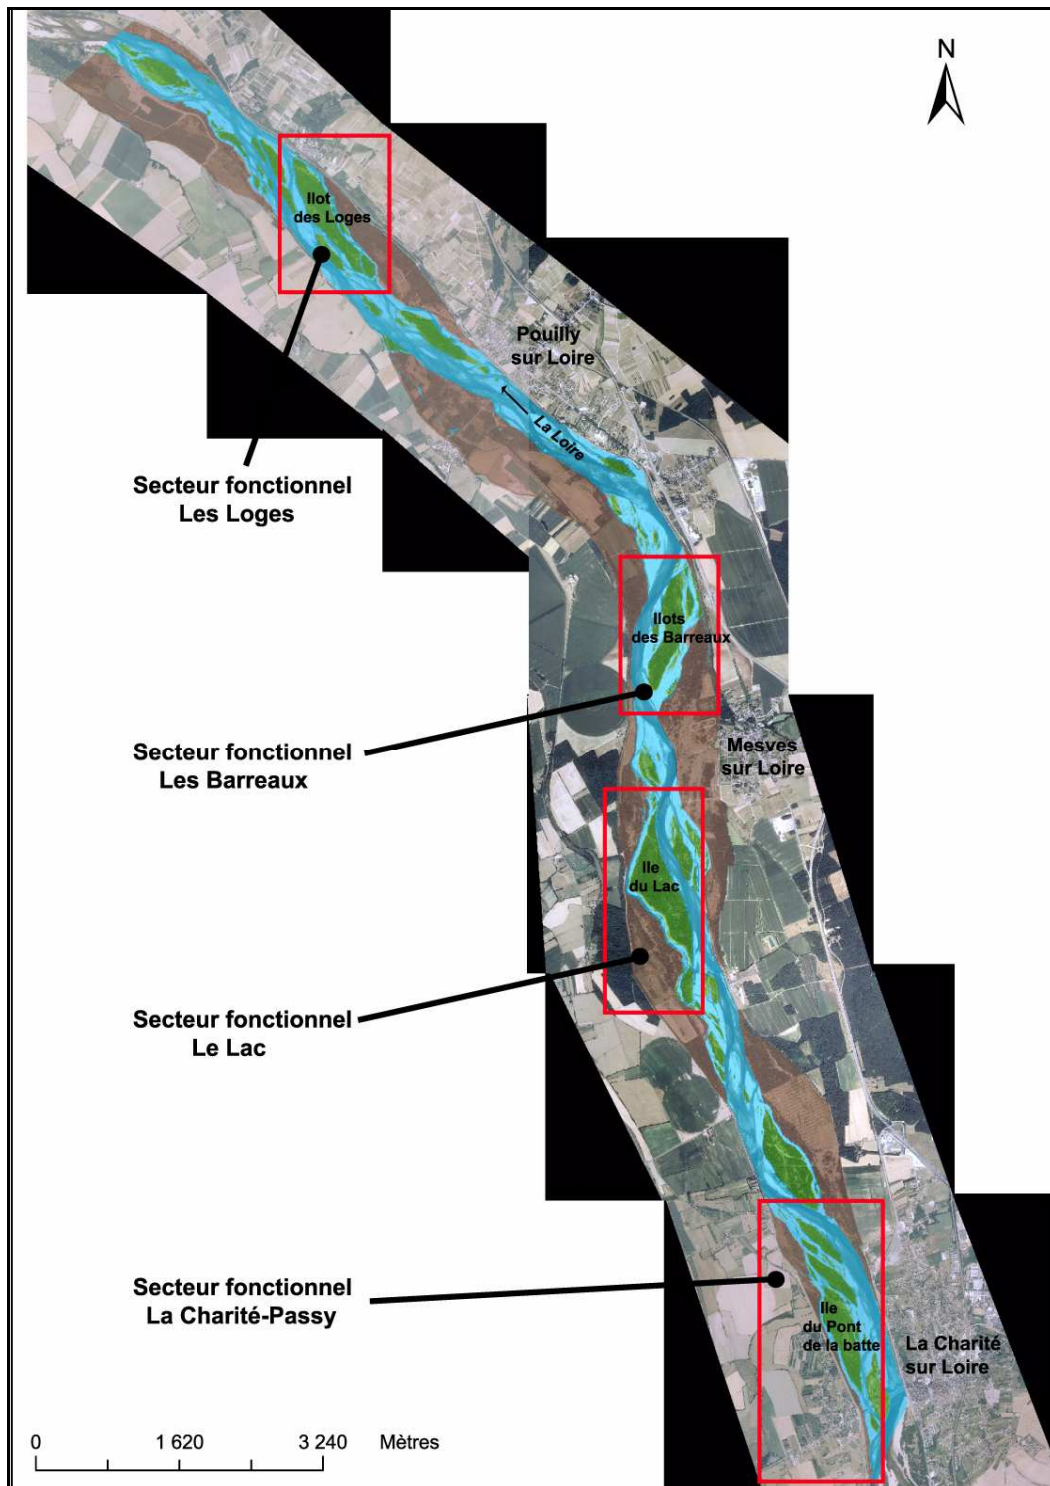 N
Ilot
des Loges
Pouilly
sur Loire
La Loire
Secteur fonctionnel
Les Loges
Ilots
des Barreaux
Secteur fonctionnel
Les Barreaux
Mesves
sur Loire
Ile
du Lac
Secteur fonctionnel
Le Lac
Secteur fonctionnel
La Charité-Passy
Ile
du Pont
de la batte
La Charité
sur Loire
0 1 620 3 240 Mètres